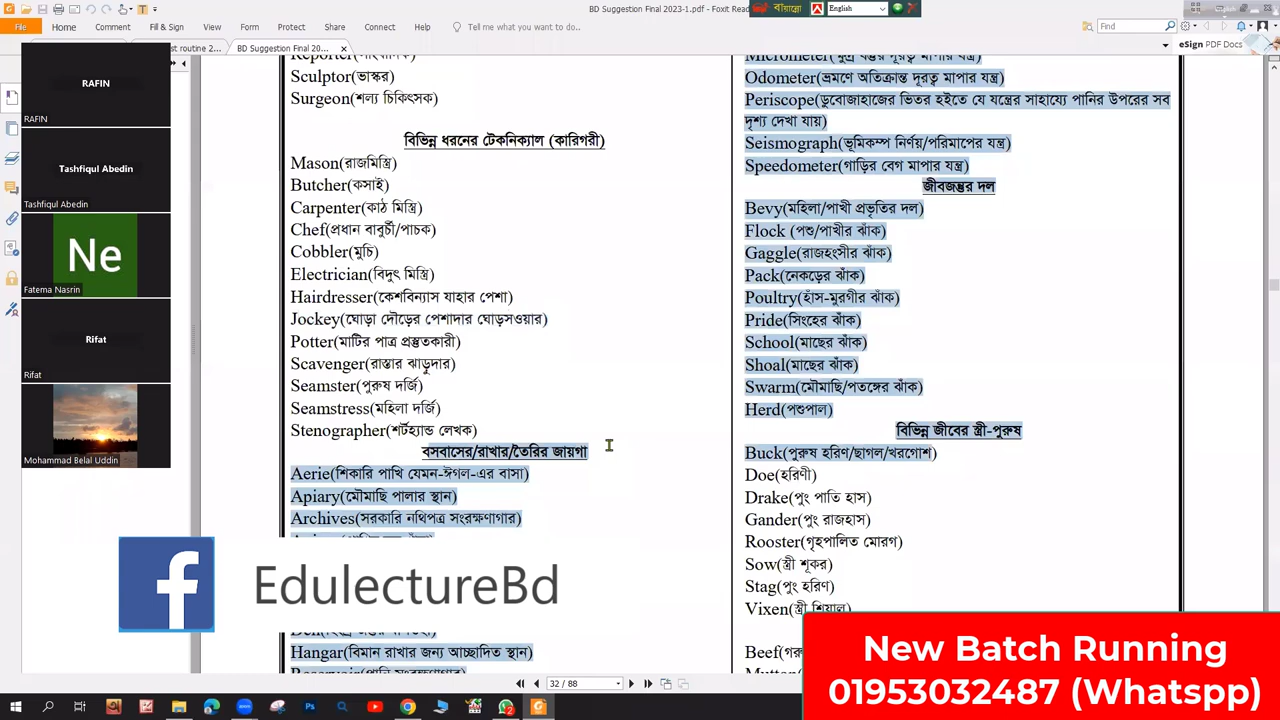 BD Suggestion Final 2023-1.pdf - Foxit Read
বাংলায়ো
English
File
Home
Comment
Fill & Sign
View
Form
Protect
Share
Connect
Help
Tell me what you want to do...
Find
st routine 2...
BD Suggestion Final 20...
eSign PDF Docs
RAFIN
RAFIN
Tashfiqul Abedin
Tashfiqul Abedin
Ne
Fatema Nasrin
Rifat
Rifat
Mohammad Belal Uddin
Sculptor(ভাস্কর)
Surgeon(শল্য চিকিৎসক)
বিভিন্ন ধরনের টেকনিক্যাল (কারিগরী)
Mason(রাজমিস্ত্রি)
Butcher(কসাই)
Carpenter(কাঠ মিস্ত্রি)
Chef(প্রধান বাবুর্চী/পাচক)
Cobbler(মুচি)
Electrician(বিদুৎ মিস্ত্রি)
Hairdresser(কেশবিন্যাস যাহার পেশা)
Jockey(ঘোড়া দৌড়ের পেশাদার ঘোড়সওয়ার)
Potter(মাটির পাত্র প্রস্তুতকারী)
Scavenger(রাস্তার ঝাড়ুদার)
Seamster(পুরুষ দর্জি)
Seamstress(মহিলা দর্জি)
Stenographer(শর্টহ্যান্ড লেখক)
বসবাসের/রাখার/তৈরির জায়গা
Aerie(শিকারি পাখি যেমন-ঈগল-এর বাসা)
Apiary(মৌমাছি পালার স্থান)
Archives(সরকারি নথিপত্র সংরক্ষণাগার)
Hangar(বিমান রাখার জন্য আচ্ছাদিত স্থান)
Odometer(ভ্রমণে অতিক্রান্ত দূরত্ব মাপার যন্ত্র)
Periscope(ডুবোজাহাজের ভিতর হইতে যে যন্ত্রের সাহায্যে পানির উপরের সব
দৃশ্য দেখা যায়)
Seismograph(ভূমিকম্প নির্ণয়/পরিমাপের যন্ত্র)
Speedometer(গাড়ির বেগ মাপার যন্ত্র)
জীবজন্তুর দল
Bevy(মহিলা/পাখী প্রভৃতির দল)
Flock (পশু/পাখীর ঝাঁক)
Gaggle(রাজহংসীর ঝাঁক)
Pack(নেকড়ের ঝাঁক)
Poultry(হাঁস-মুরগীর ঝাঁক)
Pride(সিংহের ঝাঁক)
School(মাছের ঝাঁক)
Shoal(মাছের ঝাঁক)
Swarm(মৌমাছি/পতঙ্গের ঝাঁক)
Herd(পশুপাল)
বিভিন্ন জীবের স্ত্রী-পুরুষ
Buck(পুরুষ হরিণ/ছাগল/খরগোশ)
Doe(হরিণী)
Drake(পুং পাতি হাস)
Gander(পুং রাজহাস)
Rooster(গৃহপালিত মোরগ)
Sow(স্ত্রী শূকর)
Stag(পুং হরিণ)
Vixen(স্ত্রী শিয়াল)
f EdulectureBd
New Batch Running
01953032487 (Whatspp)
32 / 88